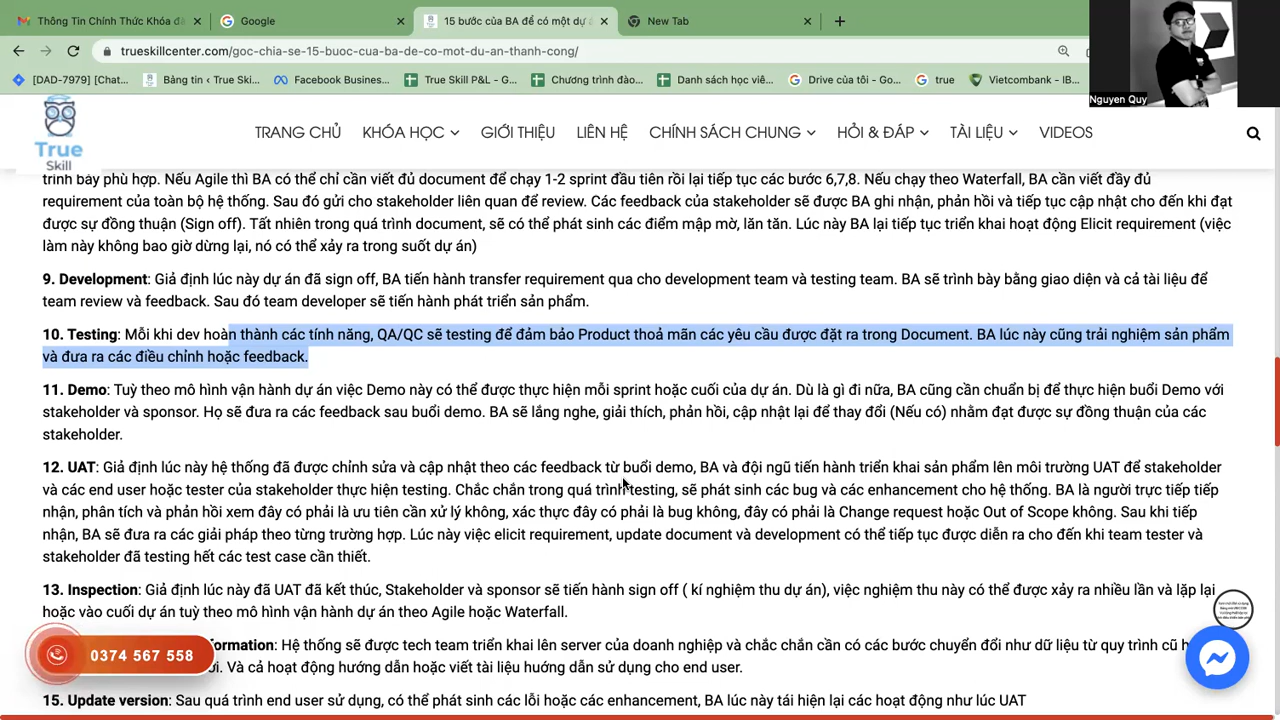 Thông Tin Chính Thức Khóa đà
Google
15 bước của BA để có một dự á
New Tab
trueskillcenter.com/goc-chia-se-15-buoc-cua-ba-de-co-mot-du-an-thanh-cong/
[DAD-7979] [Chat...
Bảng tin ‹ True Skil...
Facebook Busines...
True Skill P&L - G...
Chương trình đào...
Danh sách học viê...
Drive của tôi - Go...
true
Vietcombank - IB...
Nguyen Quy
True
Skill
TRANG CHỦ
KHÓA HỌC
GIỚI THIỆU
LIÊN HỆ
CHÍNH SÁCH CHUNG
HỎI & ĐÁP
TÀI LIỆU
VIDEOS
trình bày phù hợp. Nếu Agile thì BA có thể chỉ cần viết đủ document để chạy 1-2 sprint đầu tiên rồi lại tiếp tục các bước 6,7,8. Nếu chạy theo Waterfall, BA cần viết đầy đủ
requirement của toàn bộ hệ thống. Sau đó gửi cho stakeholder liên quan để review. Các feedback của stakeholder sẽ được BA ghi nhận, phản hồi và tiếp tục cập nhật cho đến khi đạt
được sự đồng thuận (Sign off). Tất nhiên trong quá trình document, sẽ có thể phát sinh các điểm mập mờ, lăn tăn. Lúc này BA lại tiếp tục triển khai hoạt động Elicit requirement (việc
làm này không bao giờ dừng lại, nó có thể xảy ra trong suốt dự án)
9. Development: Giả định lúc này dự án đã sign off, BA tiến hành transfer requirement qua cho development team và testing team. BA sẽ trình bày bằng giao diện và cả tài liệu để
team review và feedback. Sau đó team developer sẽ tiến hành phát triển sản phẩm.
10. Testing: Mỗi khi dev hoàn thành các tính năng, QA/QC sẽ testing để đảm bảo Product thoả mãn các yêu cầu được đặt ra trong Document. BA lúc này cũng trải nghiệm sản phẩm
và đưa ra các điều chỉnh hoặc feedback.
11. Demo: Tuỳ theo mô hình vận hành dự án việc Demo này có thể được thực hiện mỗi sprint hoặc cuối của dự án. Dù là gì đi nữa, BA cũng cần chuẩn bị để thực hiện buổi Demo với
stakeholder và sponsor. Họ sẽ đưa ra các feedback sau buổi demo. BA sẽ lắng nghe, giải thích, phản hồi, cập nhật lại để thay đổi (Nếu có) nhằm đạt được sự đồng thuận của các
stakeholder.
12. UAT: Giả định lúc này hệ thống đã được chỉnh sửa và cập nhật theo các feedback từ buổi demo, BA và đội ngũ tiến hành triển khai sản phẩm lên môi trường UAT để stakeholder
và các end user hoặc tester của stakeholder thực hiện testing. Chắc chắn trong quá trình testing, sẽ phát sinh các bug và các enhancement cho hệ thống. BA là người trực tiếp tiếp
nhận, phân tích và phản hồi xem đây có phải là ưu tiên cần xử lý không, xác thực đây có phải là bug không, đây có phải là Change request hoặc Out of Scope không. Sau khi tiếp
nhận, BA sẽ đưa ra các giải pháp theo từng trường hợp. Lúc này việc elicit requirement, update document và development có thể tiếp tục được diễn ra cho đến khi team tester và
stakeholder đã testing hết các test case cần thiết.
13. Inspection: Giả định lúc này đã UAT đã kết thúc, Stakeholder và sponsor sẽ tiến hành sign off ( kí nghiệm thu dự án), việc nghiệm thu này có thể được xảy ra nhiều lần và lặp lại
hoặc vào cuối dự án tuỳ theo mô hình vận hành dự án theo Agile hoặc Waterfall.
formation: Hệ thống sẽ được tech team triển khai lên server của doanh nghiệp và chắc chắn cần có các bước chuyển đổi như dữ liệu từ quy trình cũ
ới. Và cả hoạt động hướng dẫn hoặc viết tài liệu hướng dẫn sử dụng cho end user.
0374 567 558
15. Update version: Sau quá trình end user sử dụng, có thể phát sinh các lỗi hoặc các enhancement, BA lúc này tái hiện lại các hoạt động như lúc UAT